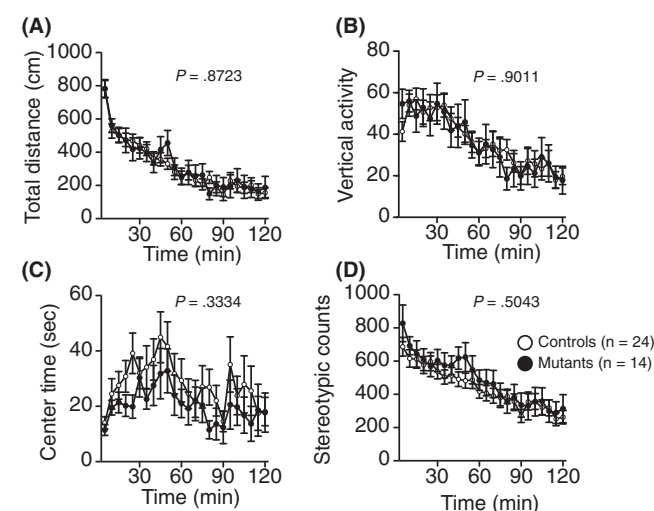 (A)
Total distance (cm)
1000
800
600
400
200
0
P = .8723
30 60 90 120
Time (min)
(B)
Vertical activity
80
60
40
20
0
P = .9011
30 60 90 120
Time (min)
(C)
Center time (sec)
60
40
20
0
P = .3334
30 60 90 120
Time (min)
(D)
Stereotypic counts
1000
800
600
400
200
0
P = .5043
Controls (n = 24)
Mutants (n = 14)
30 60 90 120
Time (min)